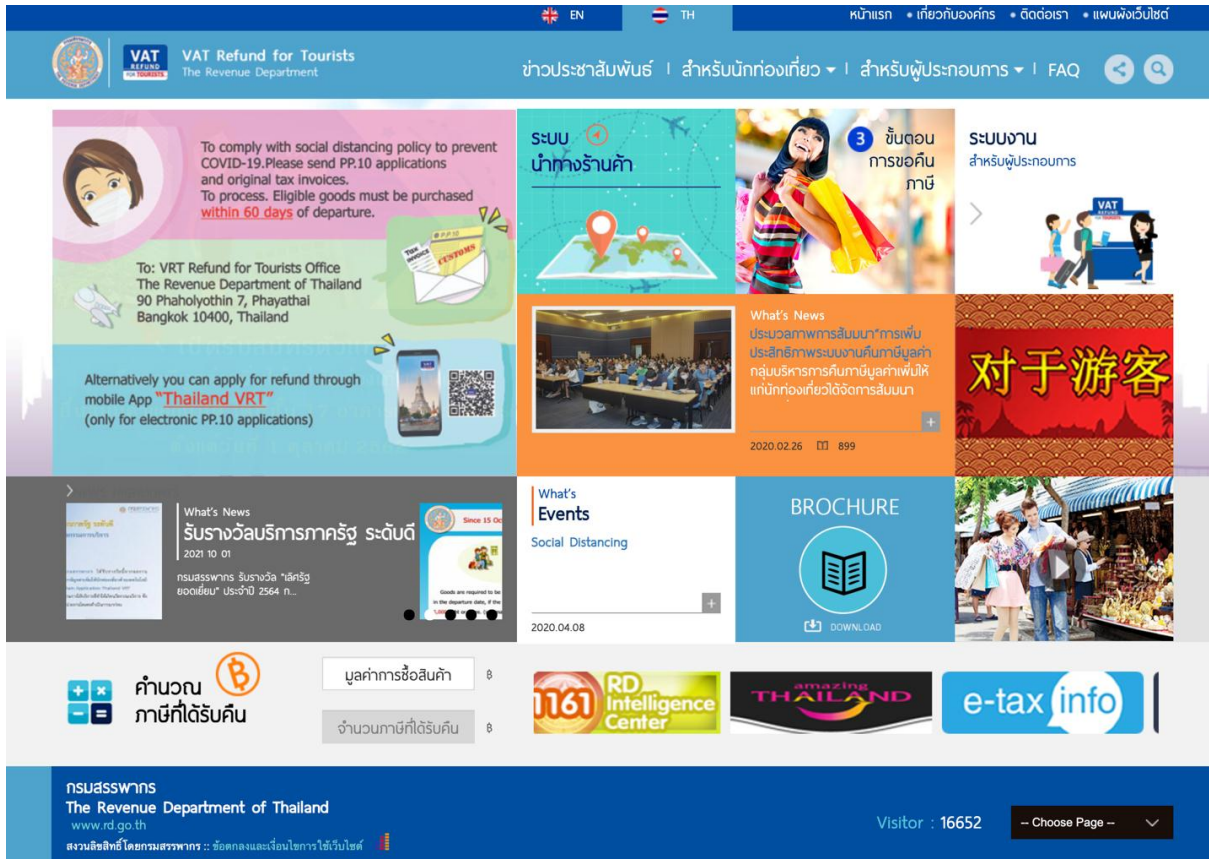 EN
TH
หน้าแรก • เกี่ยวกับองค์กร • ติดต่อเรา • แผนผังเว็บไซต์
VAT
REFUND
FOR TOURISTS
VAT Refund for Tourists
The Revenue Department
ข่าวประชาสัมพันธ์ | สำหรับนักท่องเที่ยว | สำหรับผู้ประกอบการ | FAQ
To comply with social distancing policy to prevent
COVID-19.Please send PP.10 applications
and original tax invoices.
To process. Eligible goods must be purchased
within 60 days of departure.
TAX
INVOICE
P.P.10
CUSTOMS
To: VRT Refund for Tourists Office
The Revenue Department of Thailand
90 Phaholyothin 7, Phayathai
Bangkok 10400, Thailand
Alternatively you can apply for refund through
mobile App "Thailand VRT"
(only for electronic PP.10 applications)
ระบบ
นำทางร้านค้า
3 ขั้นตอน
การขอคืน
ภาษี
ระบบงาน
สำหรับผู้ประกอบการ
VAT
REFUND
What's News
ประมวลภาพการสัมมนา"การเพิ่ม
ประสิทธิภาพระบบงานคืนภาษีมูลค่า
กลุ่มบริหารการคืนภาษีมูลค่าเพิ่มให้
แก่นักท่องเที่ยวได้จัดการสัมมนา
2020.02.26 899
对于游客
What's News
รับรางวัลบริการภาครัฐ ระดับดี
2021 10 01
กรมสรรพากร รับรางวัล "เลิศรัฐ
ยอดเยี่ยม" ประจำปี 2564 ก...
Since 15 Oc
Goods are required to be
in the departure date, if the
What's
Events
Social Distancing
2020.04.08
BROCHURE
DOWNLOAD
คำนวณ
ภาษีที่ได้รับคืน
มูลค่าการซื้อสินค้า ฿
จำนวนภาษีที่ได้รับคืน ฿
1161
RD
Intelligence
Center
amazing
THAILAND
e-tax info
กรมสรรพากร
The Revenue Department of Thailand
www.rd.go.th
สงวนลิขสิทธิ์โดยกรมสรรพากร :: ข้อตกลงและเงื่อนไขการใช้เว็บไซต์
Visitor : 16652
-- Choose Page --